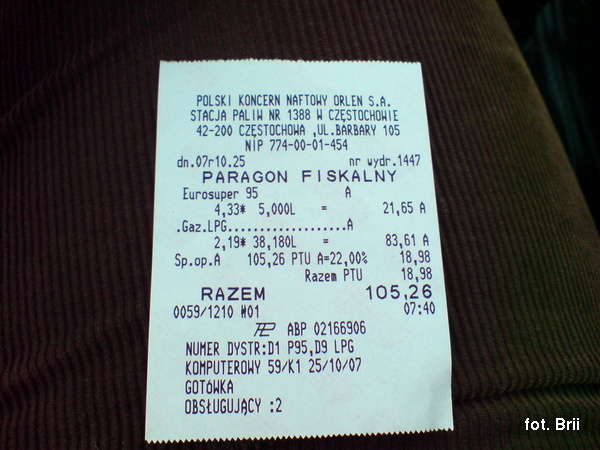 POLSKI KONCERN NAFTOWY ORLEN S.A.
STACJA PALIW NR 1388 W CZĘSTOCHOWIE
42-200 CZĘSTOCHOWA ,UL.BARBARY 105
NIP 774-00-01-454
dn.07r10.25 nr wydr.1447
PARAGON FISKALNY
Eurosuper 95 A
4,33* 5,000L = 21,65 A
.Gaz.LPG...................A
2,19* 38,180L = 83,61 A
Sp.op.A 105,26 PTU A=22,00% 18,98
Razem PTU 18,98
RAZEM 105,26
0059/1210 #01 07:40
ABP 02166906
NUMER DYSTR:D1 P95,D9 LPG
KOMPUTEROWY 59/K1 25/10/07
GOTÓWKA
OBSŁUGUJĄCY :2
fot. Brii